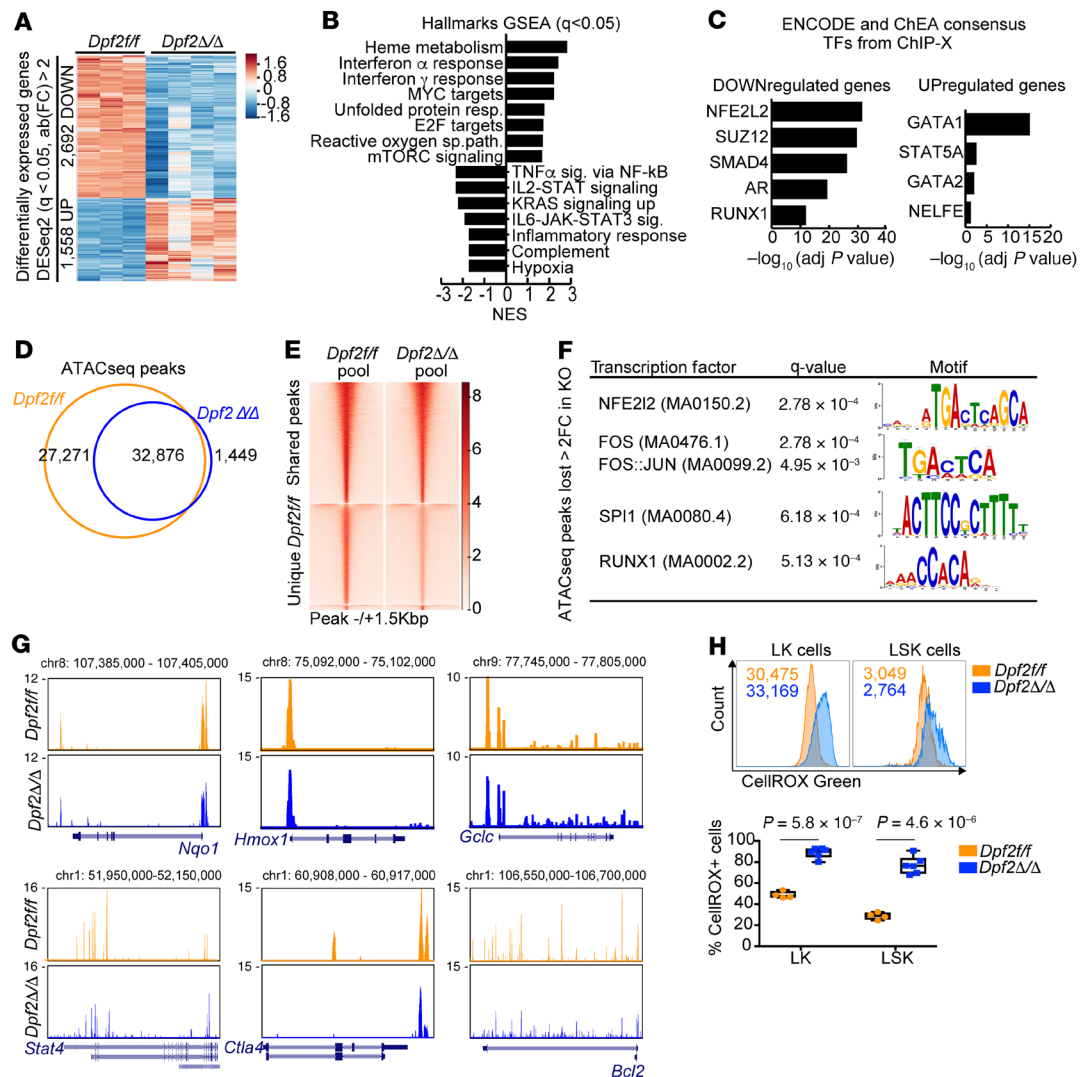 A
Dpf2f/f
Dpf2Δ/Δ
Differentially expressed genes
DESeq2 (q < 0.05, ab(FC) > 2
1,558 UP
2,692 DOWN
1.6
0.8
-0
-0.8
-1.6
B
Hallmarks GSEA (q<0.05)
Heme metabolism
Interferon α response
Interferon γ response
MYC targets
Unfolded protein resp.
E2F targets
Reactive oxygen sp.path.
mTORC signaling
TNFα sig. via NF-kB
IL2-STAT signaling
KRAS signaling up
IL6-JAK-STAT3 sig.
Inflammatory response
Complement
Hypoxia
-3 -2 -1 0 1 2 3
NES
C
ENCODE and ChEA consensus
TFs from ChIP-X
DOWNregulated genes
NFE2L2
SUZ12
SMAD4
AR
RUNX1
0 10 20 30 40
–log10 (adj P value)
UPregulated genes
GATA1
STAT5A
GATA2
NELFE
0 5 10 15 20
–log10 (adj P value)
D
ATACseq peaks
Dpf2f/f
Dpf2 Δ/Δ
27,271
32,876
1,449
E
Dpf2f/f
pool
Dpf2Δ/Δ
pool
Shared peaks
Unique Dpf2f/f
8
6
4
2
0
Peak -/+1.5Kbp
F
ATACseq peaks lost > 2FC in KO
Transcription factor q-value Motif
NFE2l2 (MA0150.2) 2.78 × 10–4
FOS (MA0476.1) 2.78 × 10–4
FOS::JUN (MA0099.2) 4.95 × 10–3
SPI1 (MA0080.4) 6.18 × 10–4
RUNX1 (MA0002.2) 5.13 × 10–4
G
chr8: 107,385,000 - 107,405,000
12
Dpf2f/f
12
Dpf2Δ/Δ
Nqo1
chr8: 75,092,000 - 75,102,000
15
15
Hmox1
chr9: 77,745,000 - 77,805,000
10
10
Gclc
chr1: 51,950,000-52,150,000
16
Dpf2f/f
16
Dpf2Δ/Δ
Stat4
chr1: 60,908,000 - 60,917,000
15
15
Ctla4
chr1: 106,550,000-106,700,000
15
15
Bcl2
H
LK cells
LSK cells
30,475
33,169
3,049
2,764
Dpf2f/f
Dpf2Δ/Δ
Count
CellROX Green
% CellROX+ cells
100
80
60
40
20
0
P = 5.8 × 10–7
P = 4.6 × 10–6
Dpf2f/f
Dpf2Δ/Δ
LK
LSK